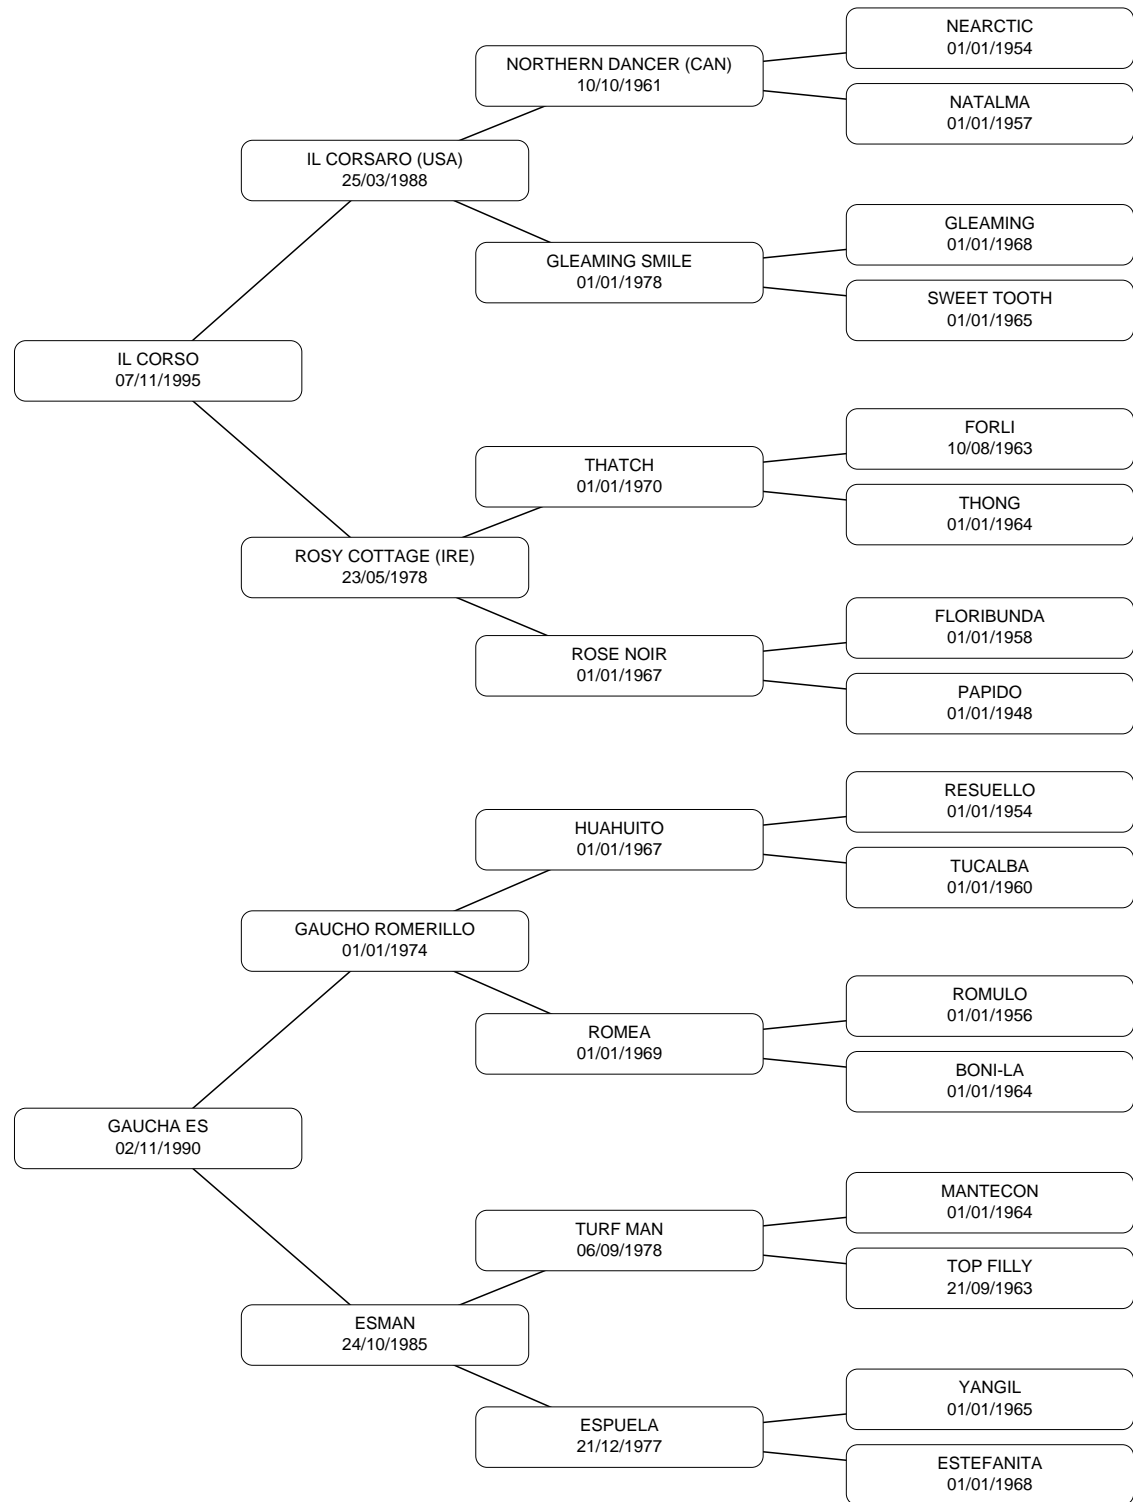 NEARCTIC
01/01/1954
NORTHERN DANCER (CAN)
10/10/1961
NATALMA
01/01/1957
IL CORSARO (USA)
25/03/1988
GLEAMING
01/01/1968
GLEAMING SMILE
01/01/1978
SWEET TOOTH
01/01/1965
IL CORSO
07/11/1995
FORLI
10/08/1963
THATCH
01/01/1970
THONG
01/01/1964
ROSY COTTAGE (IRE)
23/05/1978
FLORIBUNDA
01/01/1958
ROSE NOIR
01/01/1967
PAPIDO
01/01/1948
RESUELLO
01/01/1954
HUAHUITO
01/01/1967
TUCALBA
01/01/1960
GAUCHO ROMERILLO
01/01/1974
ROMULO
01/01/1956
ROMEA
01/01/1969
BONI-LA
01/01/1964
GAUCHA ES
02/11/1990
MANTECON
01/01/1964
TURF MAN
06/09/1978
TOP FILLY
21/09/1963
ESMAN
24/10/1985
YANGIL
01/01/1965
ESPUELA
21/12/1977
ESTEFANITA
01/01/1968